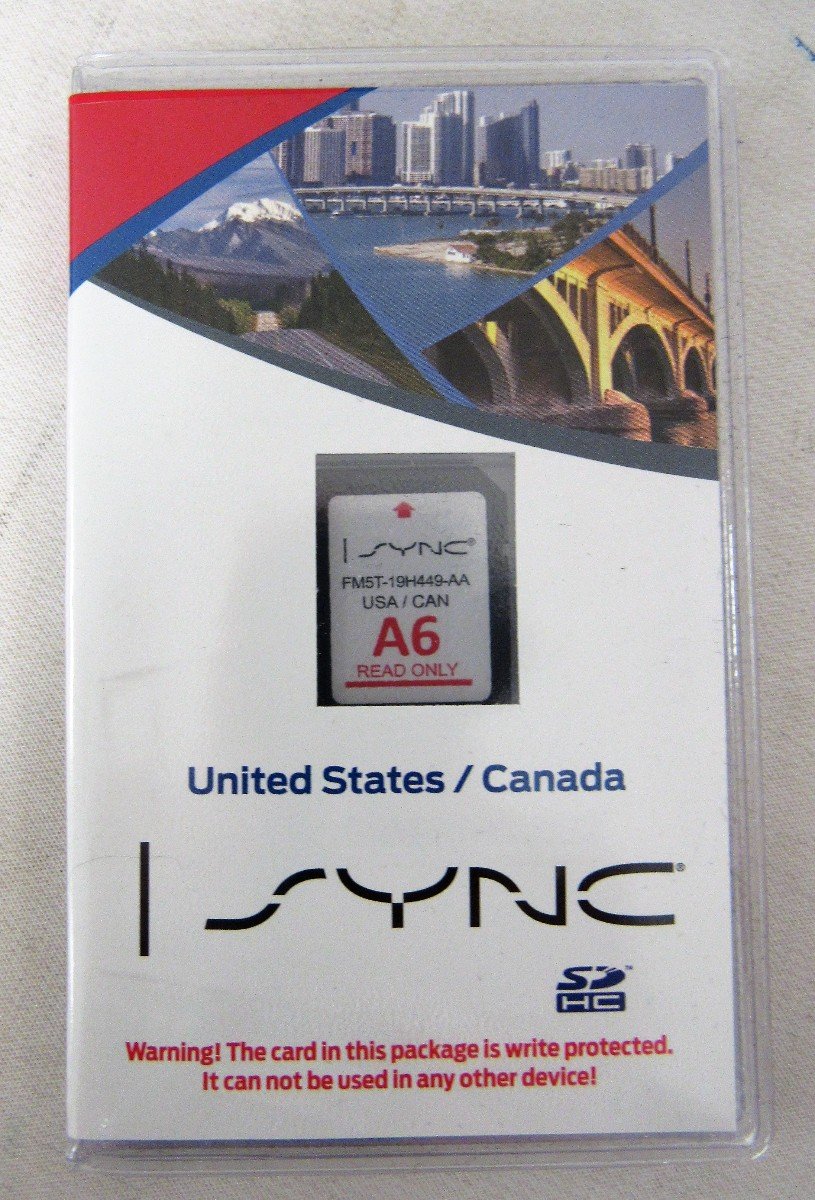 SYNC®
FM5T-19H449-AA
USA / CAN
A6
READ ONLY
United States / Canada
SYNC®
SD™
HC
Warning! The card in this package is write protected.
It can not be used in any other device!